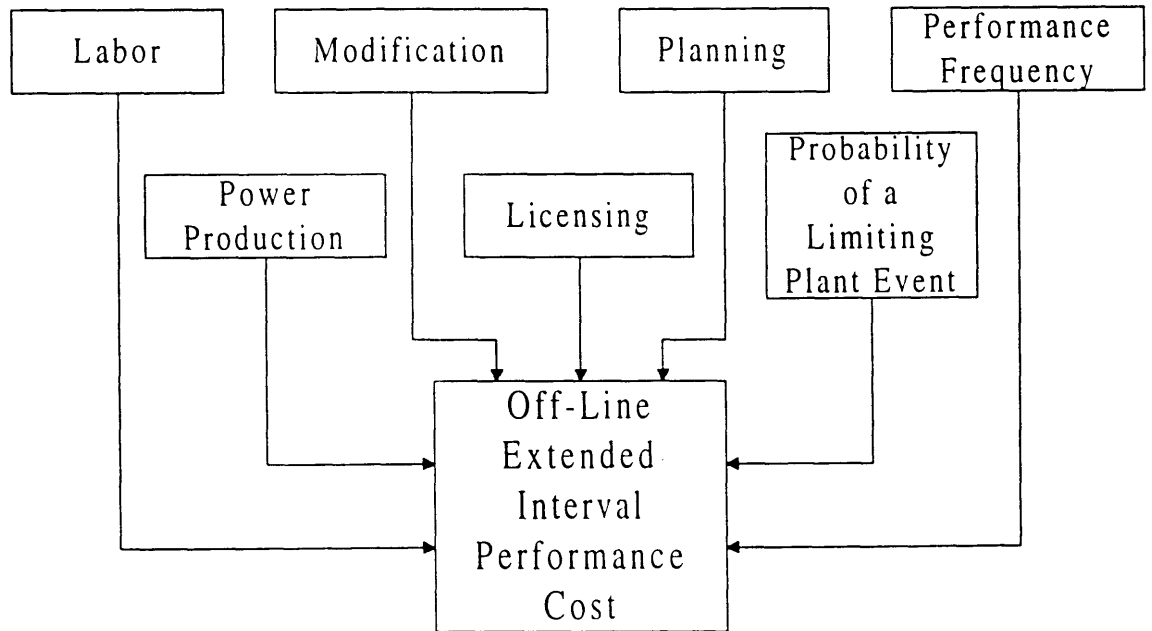 Labor
Modification
Planning
Performance
Frequency
Power
Production
Licensing
Probability
of a
Limiting
Plant Event
Off-Line
Extended
Interval
Performance
Cost